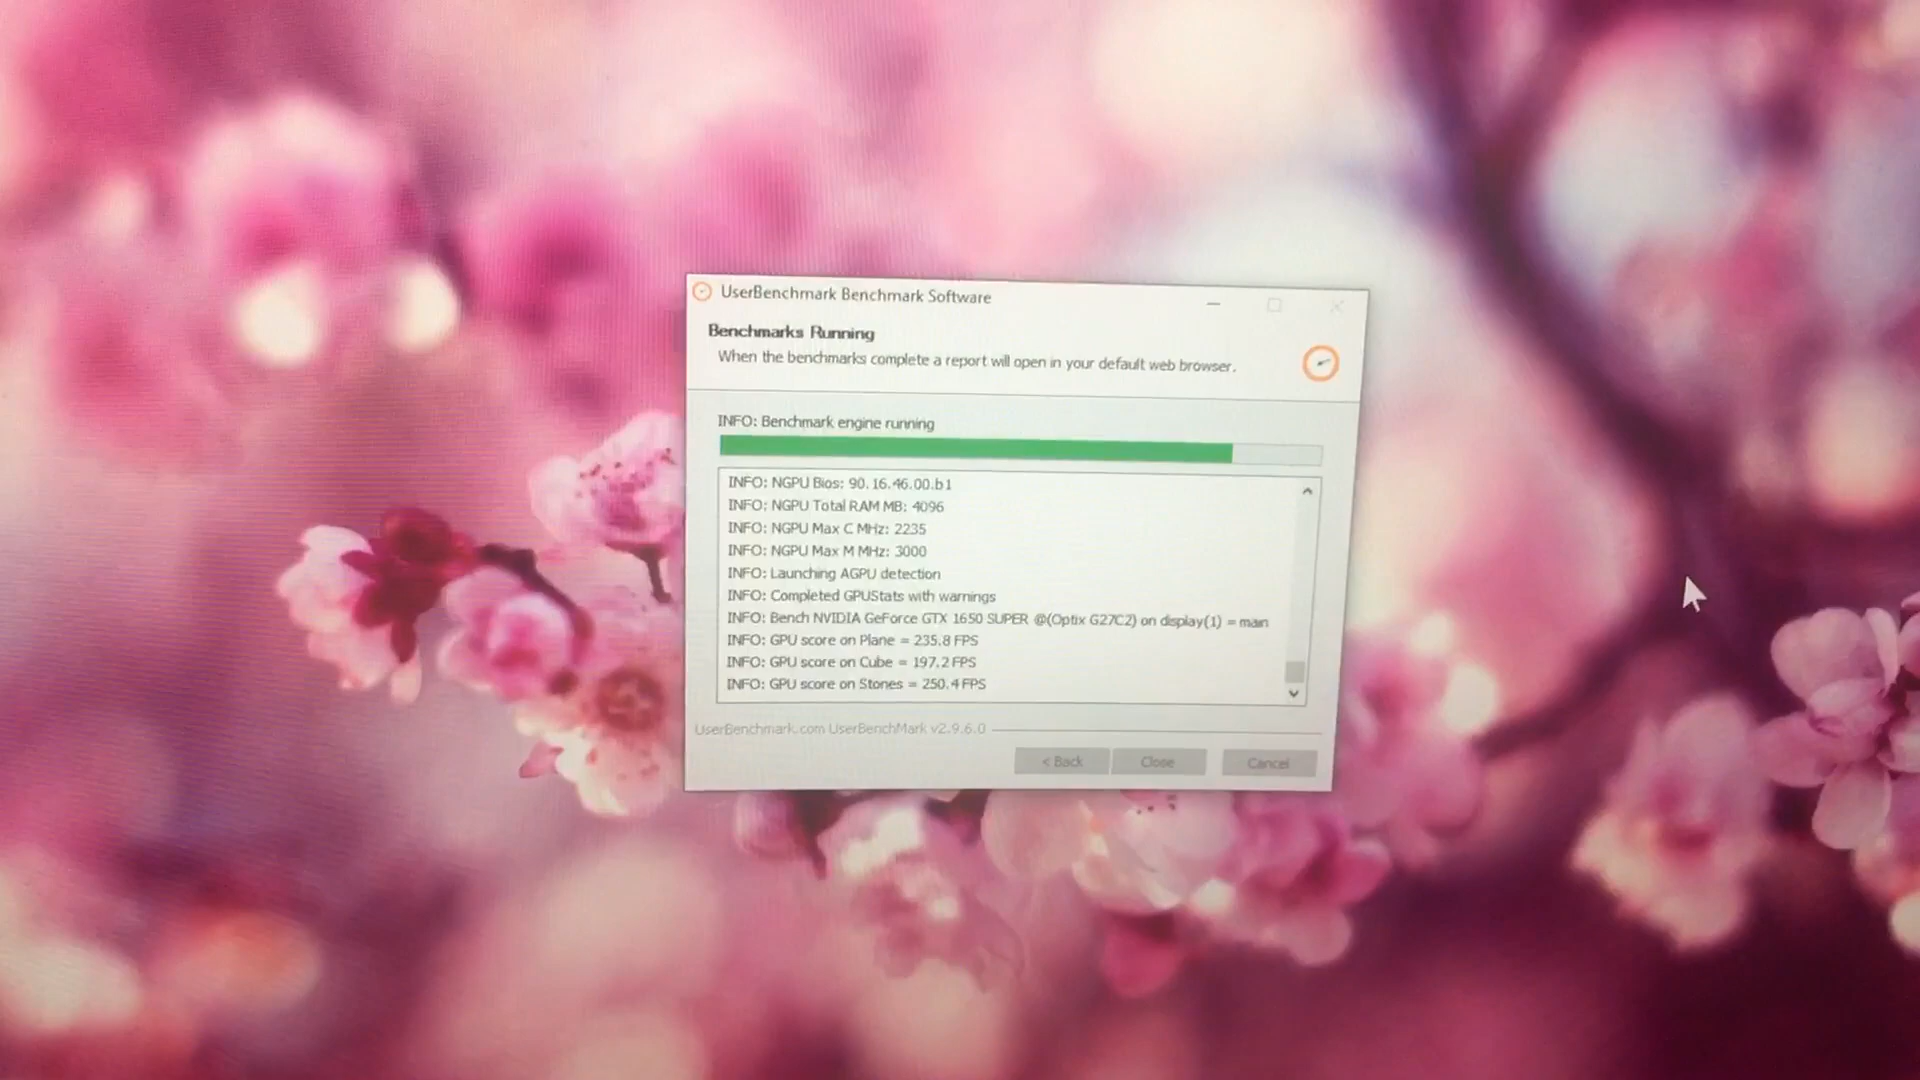 UserBenchmark Benchmark Software
Benchmarks Running
When the benchmarks complete a report will open in your default web browser.
INFO: Benchmark engine running
INFO: NGPU Bios: 90.16.46.00.b1
INFO: NGPU Total RAM MB: 4096
INFO: NGPU Max C MHz: 2235
INFO: NGPU Max M MHz: 3000
INFO: Launching AGPU detection
INFO: Completed GPUStats with warnings
INFO: Bench NVIDIA GeForce GTX 1650 SUPER @(Optix G27C2) on display(1) = main
INFO: GPU score on Plane = 235.8 FPS
INFO: GPU score on Cube = 197.2 FPS
INFO: GPU score on Stones = 250.4 FPS
UserBenchmark.com UserBenchMark v2.9.6.0
< Back Close Cancel